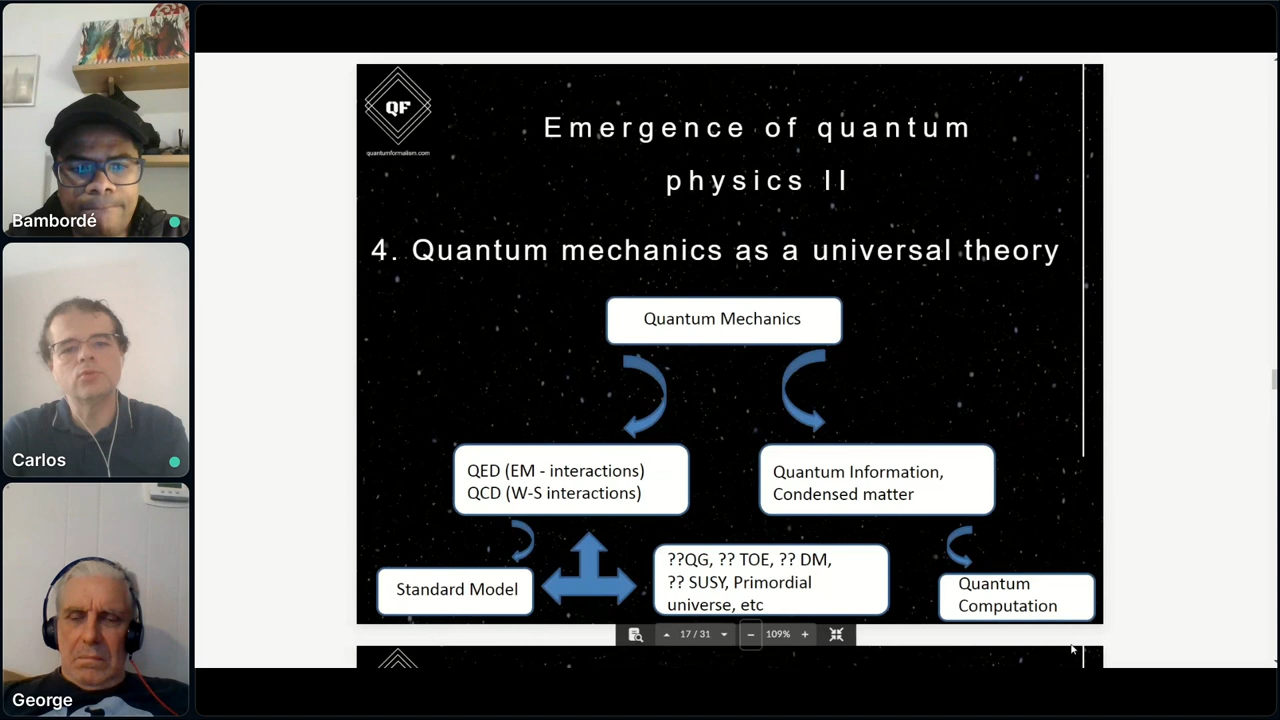 Bambordé
Carlos
George
QF
quantumformalism.com
Emergence of quantum
physics II
4. Quantum mechanics as a universal theory
Quantum Mechanics
QED (EM - interactions)
QCD (W-S interactions)
Quantum Information,
Condensed matter
Standard Model
??QG, ?? TOE, ?? DM,
?? SUSY, Primordial
universe, etc
Quantum
Computation
17 / 31
109%